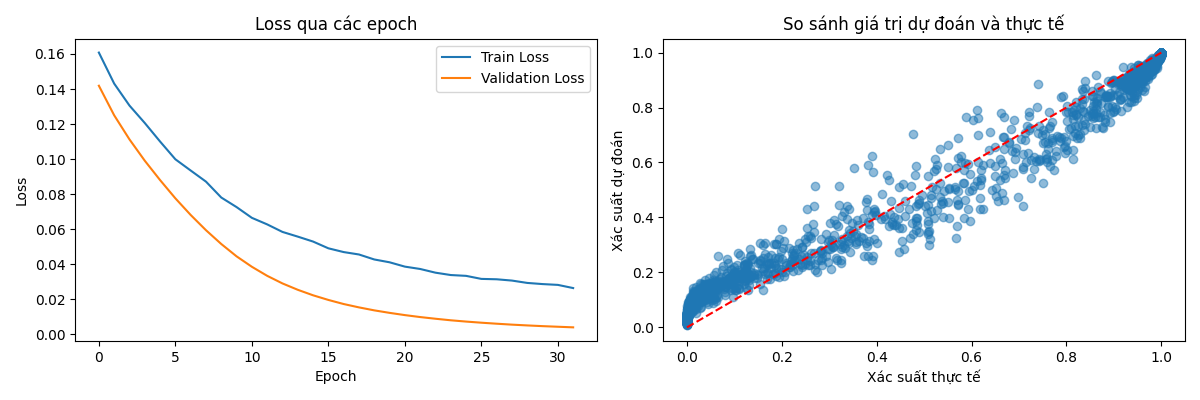 Loss qua các epoch
0.16
0.14
0.12
0.10
0.08
0.06
0.04
0.02
0.00
Loss
Train Loss
Validation Loss
0 5 10 15 20 25 30
Epoch
So sánh giá trị dự đoán và thực tế
1.0
0.8
0.6
0.4
0.2
0.0
Xác suất dự đoán
0.0 0.2 0.4 0.6 0.8 1.0
Xác suất thực tế